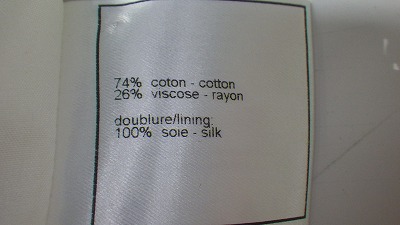 74% coton - cotton
26% viscose - rayon
doublure/lining:
100% soie - silk